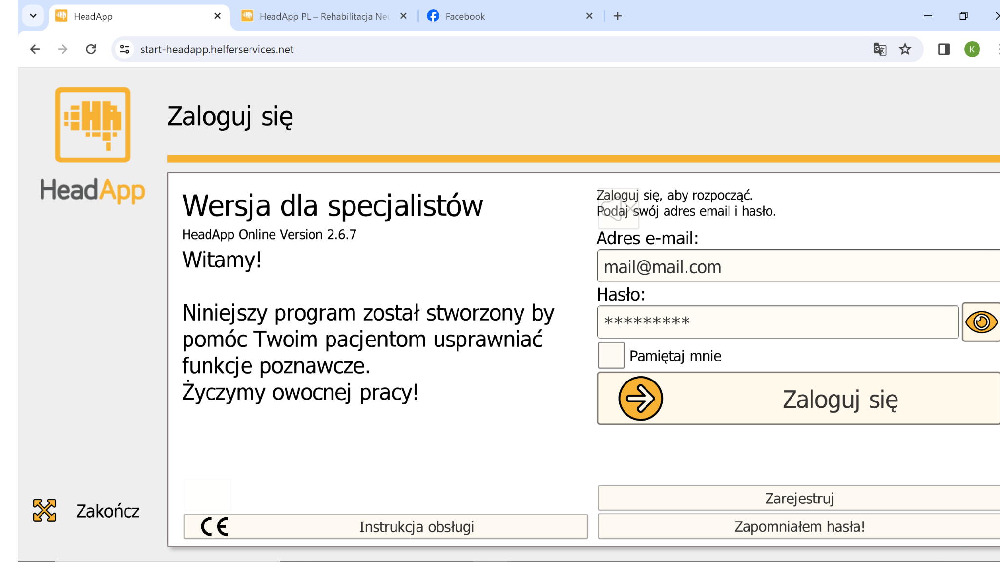 HeadApp
HeadApp PL – Rehabilitacja Neu
Facebook
start-headapp.helferservices.net
K
HA
HeadApp
Zaloguj się
Wersja dla specjalistów
HeadApp Online Version 2.6.7
Witamy!
Niniejszy program został stworzony by
pomóc Twoim pacjentom usprawniać
funkcje poznawcze.
Życzymy owocnej pracy!
Zaloguj się, aby rozpocząć.
Podaj swój adres email i hasło.
Adres e-mail:
mail@mail.com
Hasło:
*********
Pamiętaj mnie
Zaloguj się
Zarejestruj
Zapomniałem hasła!
CE Instrukcja obsługi
Zakończ